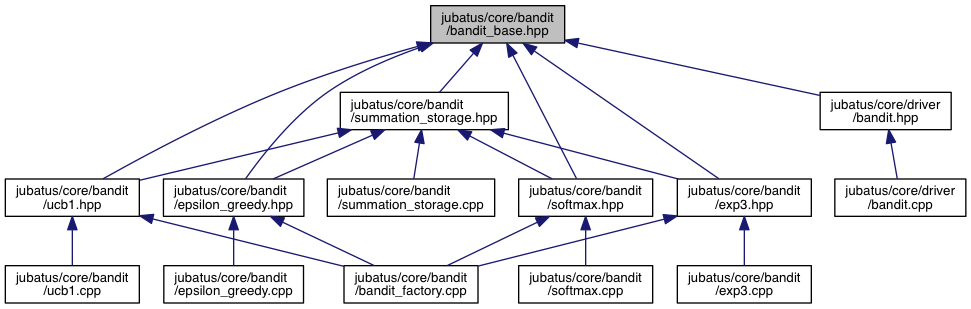 jubatus/core/bandit
/bandit_base.hpp
jubatus/core/bandit
/summation_storage.hpp
jubatus/core/driver
/bandit.hpp
jubatus/core/bandit
/ucb1.hpp
jubatus/core/bandit
/epsilon_greedy.hpp
jubatus/core/bandit
/summation_storage.cpp
jubatus/core/bandit
/softmax.hpp
jubatus/core/bandit
/exp3.hpp
jubatus/core/driver
/bandit.cpp
jubatus/core/bandit
/ucb1.cpp
jubatus/core/bandit
/epsilon_greedy.cpp
jubatus/core/bandit
/bandit_factory.cpp
jubatus/core/bandit
/softmax.cpp
jubatus/core/bandit
/exp3.cpp